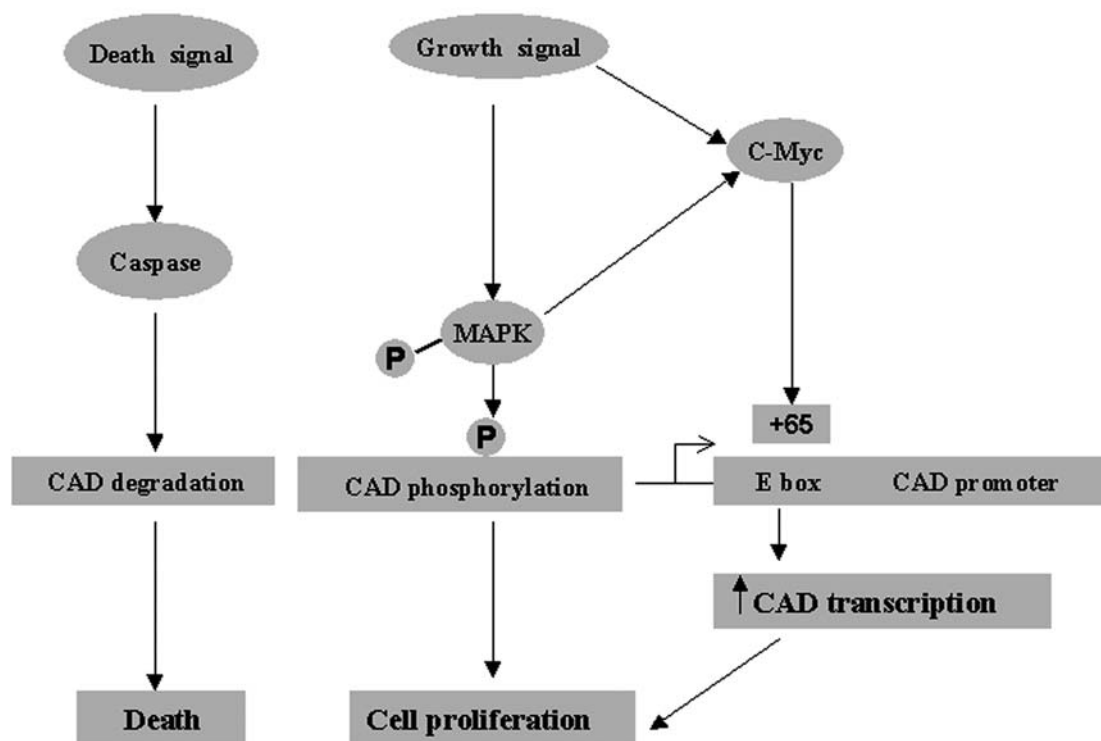 Death signal
Growth signal
C-Myc
Caspase
MAPK
P
P
+65
CAD degradation
CAD phosphorylation
E box
CAD promoter
CAD transcription
Death
Cell proliferation